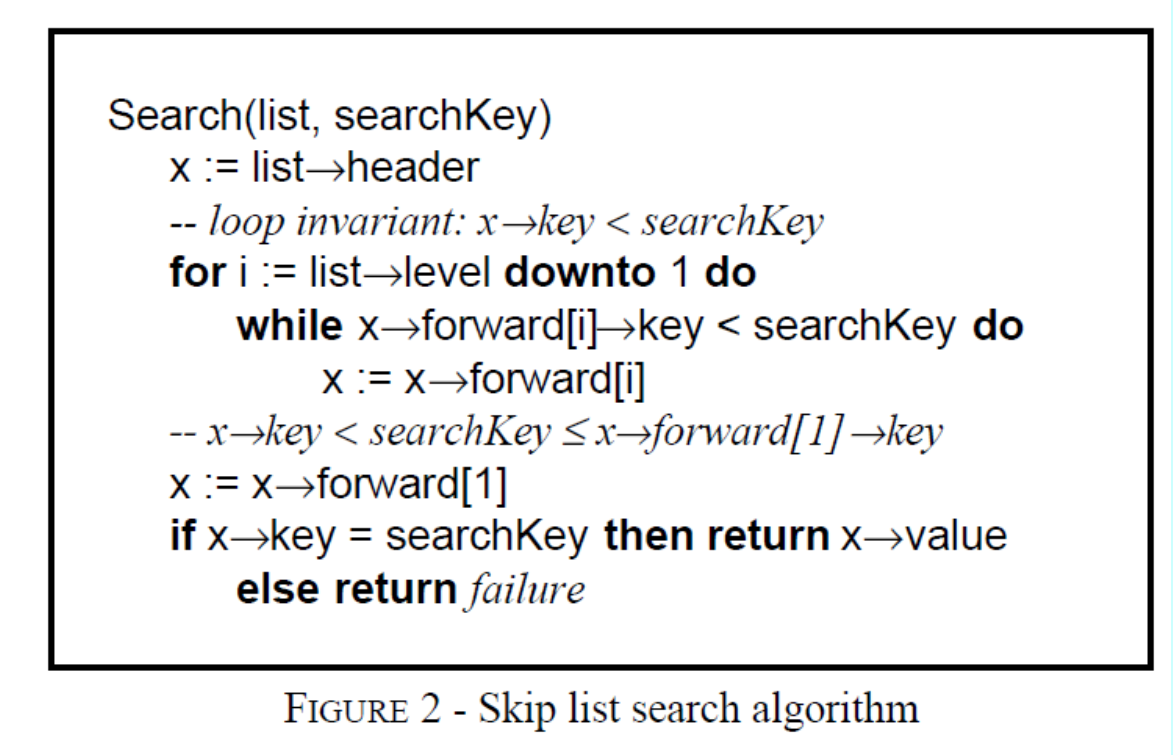 Search(list, searchKey)
x := list→header
-- loop invariant: x→key < searchKey
for i := list→level downto 1 do
while x→forward[i]→key < searchKey do
x := x→forward[i]
-- x→key < searchKey ≤ x→forward[1]→key
x := x→forward[1]
if x→key = searchKey then return x→value
else return failure
FIGURE 2 - Skip list search algorithm